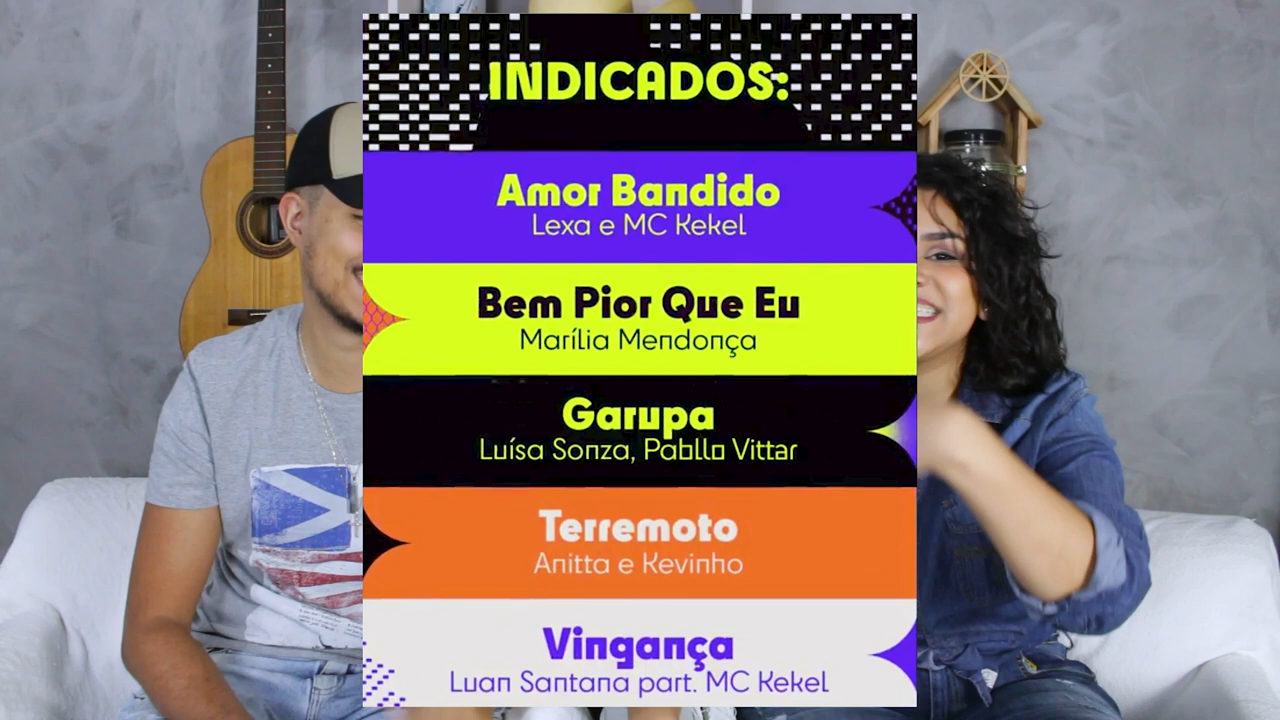 INDICADOS:
Amor Bandido
Lexa e MC Kekel
Bem Pior Que Eu
Marília Mendonça
Garupa
Luísa Sonza, Pabllo Vittar
Terremoto
Anitta e Kevinho
Vingança
Luan Santana part. MC Kekel